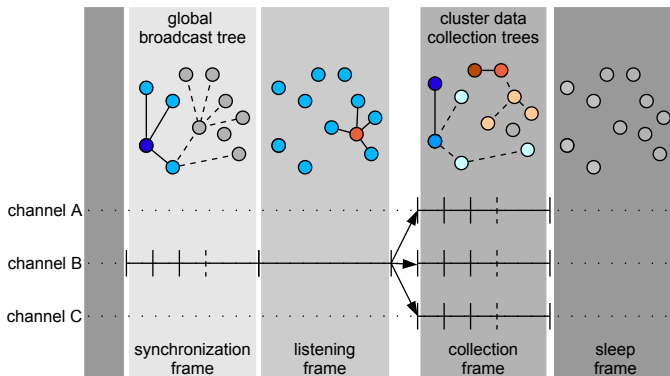 global
broadcast tree
cluster data
collection trees
channel A
channel B
channel C
synchronization
frame
listening
frame
collection
frame
sleep
frame